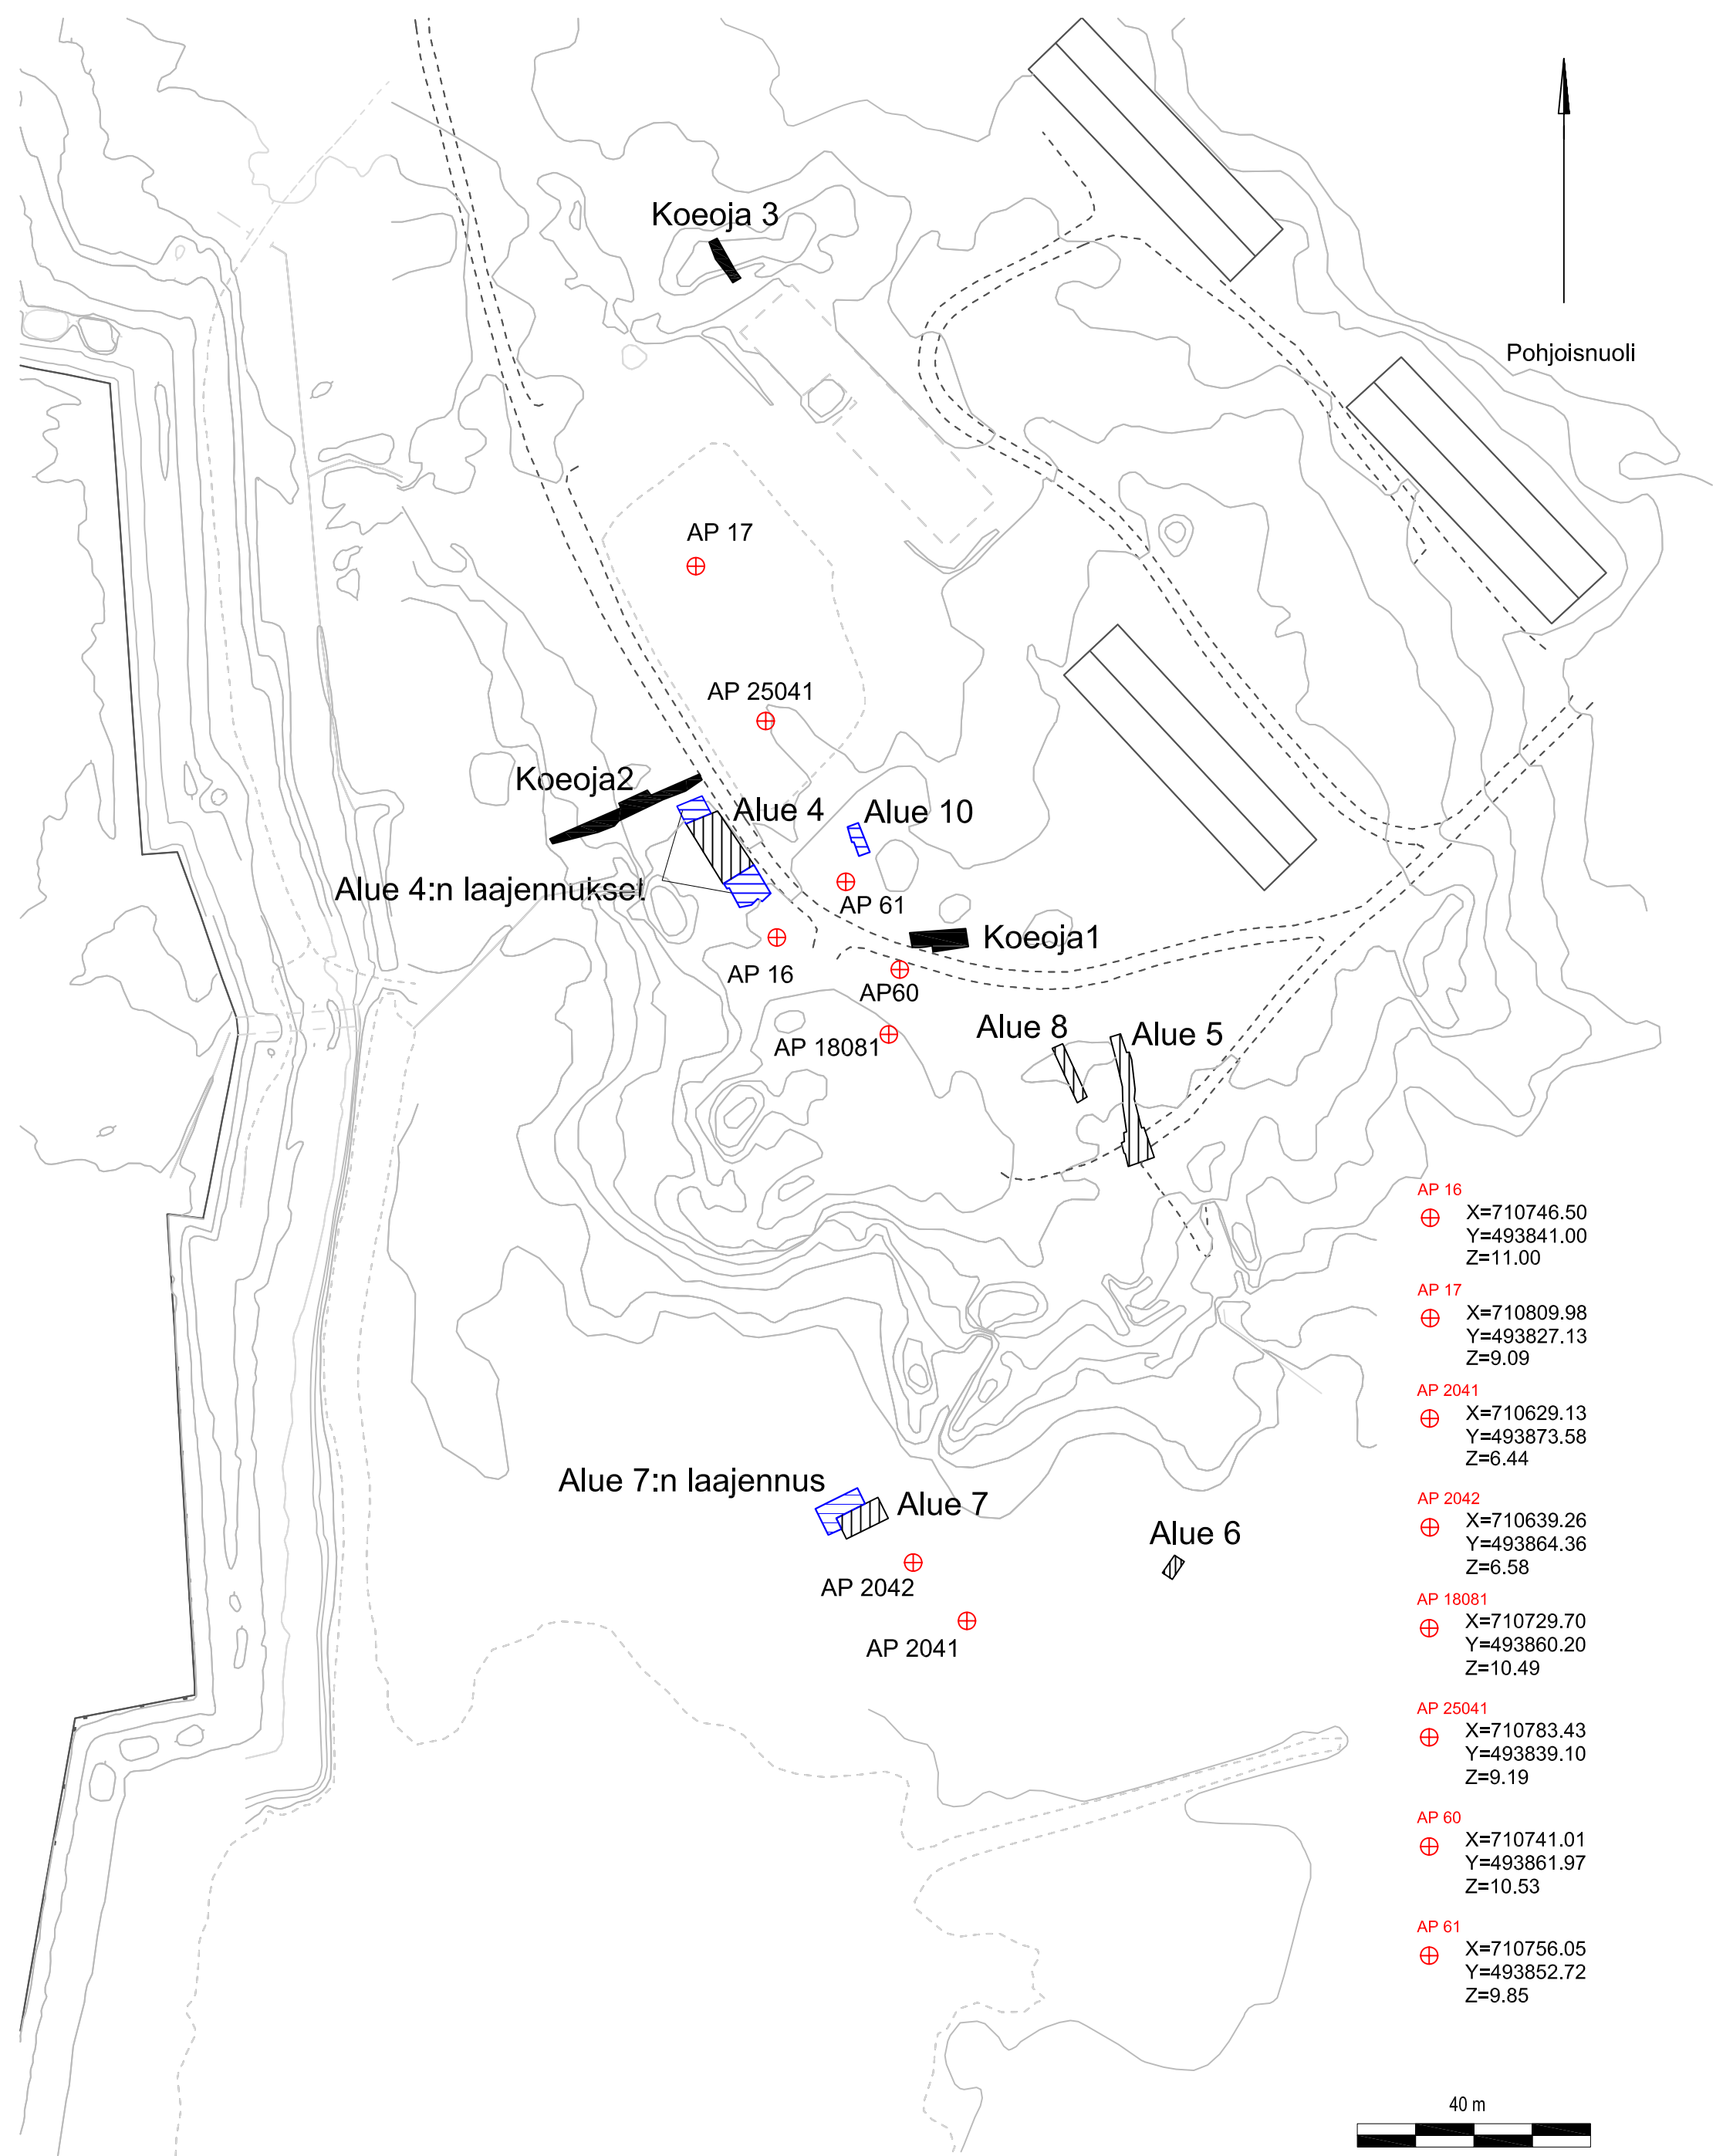 Koeoja 3
Pohjoisnuoli
AP 17
AP 25041
Koeoja2
Alue 4
Alue 10
Alue 4:n laajennukset
AP 61
Koeoja1
AP 16
AP60
Alue 8
Alue 5
AP 18081
Alue 7:n laajennus
Alue 7
Alue 6
AP 2042
AP 2041
AP 16
X=710746.50
Y=493841.00
Z=11.00
AP 17
X=710809.98
Y=493827.13
Z=9.09
AP 2041
X=710629.13
Y=493873.58
Z=6.44
AP 2042
X=710639.26
Y=493864.36
Z=6.58
AP 18081
X=710729.70
Y=493860.20
Z=10.49
AP 25041
X=710783.43
Y=493839.10
Z=9.19
AP 60
X=710741.01
Y=493861.97
Z=10.53
AP 61
X=710756.05
Y=493852.72
Z=9.85
40 m